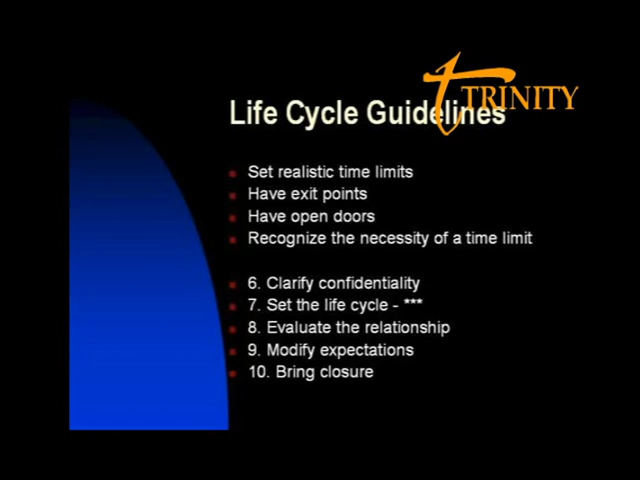 TRINITY
Life Cycle Guidelines
Set realistic time limits
Have exit points
Have open doors
Recognize the necessity of a time limit
6. Clarify confidentiality
7. Set the life cycle - ***
8. Evaluate the relationship
9. Modify expectations
10. Bring closure